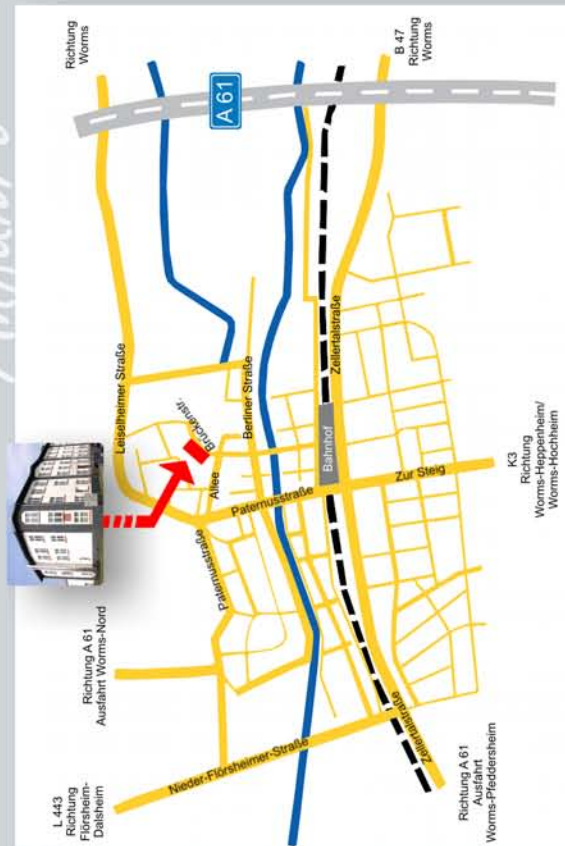 Richtung
Worms
B 47
Richtung
Worms
A 61
Leiselheimer Straße
Brückenstr.
Berliner Straße
Zellertalstraße
Bahnhof
Allee
Paternusstraße
Zur Steig
K3
Richtung
Worms-Heppenheim/
Worms-Hochheim
Paternusstraße
Richtung A 61
Ausfahrt Worms-Nord
Nieder-Flörsheimer-Straße
Zellertalstraße
L 443
Richtung
Flörsheim-
Dalsheim
Richtung A 61
Ausfahrt
Worms-Pfeddersheim